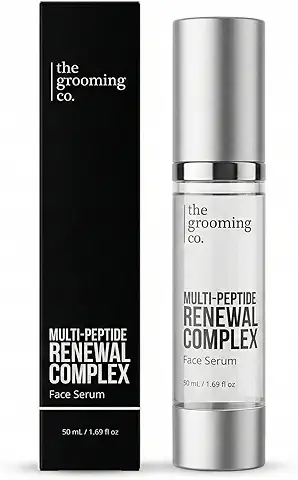 the
grooming
co.
MULTI-PEPTIDE
RENEWAL
COMPLEX
Face Serum
50 mL / 1.69 fl oz
the
grooming
co.
MULTI-PEPTIDE
RENEWAL
COMPLEX
Face Serum
50 mL / 1.69 fl oz